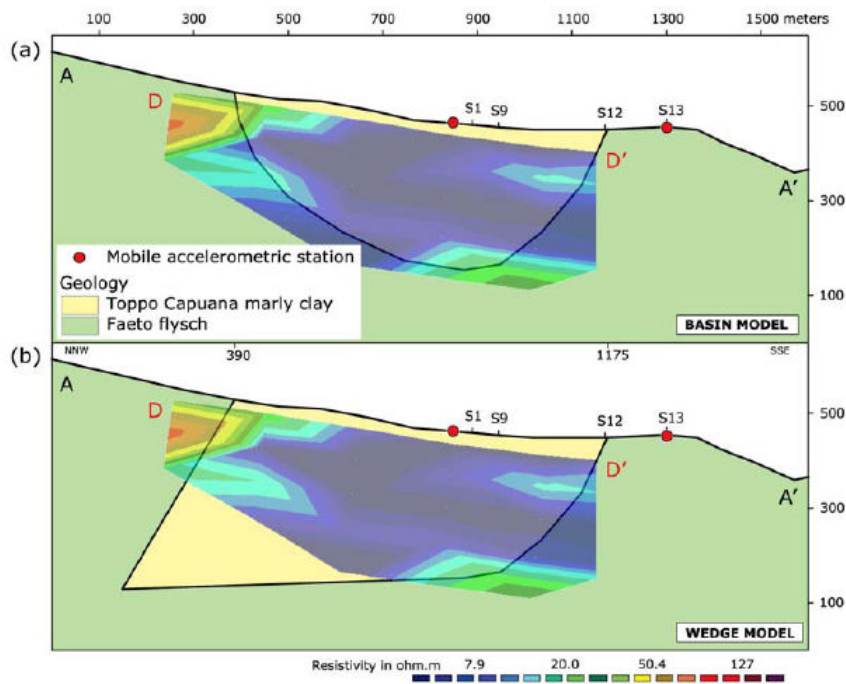 100 300 500 700 900 1100 1300 1500 meters
(a)
A
D
S1
S9
S12
S13
500
D'
A'
300
Mobile accelerometric station
Geology
Toppo Capuana marly clay
Faeto flysch
100
BASIN MODEL
(b)
NNW
390
1175
SSE
A
D
S1
S9
S12
S13
500
D'
A'
300
100
WEDGE MODEL
Resistivity in ohm.m
7.9 20.0 50.4 127